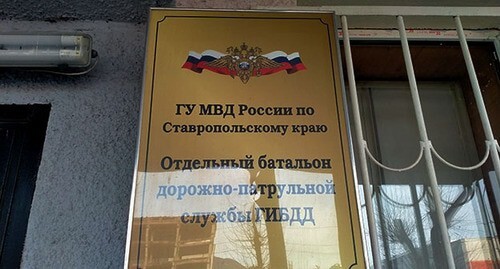 ГУ МВД России по
Ставропольскому краю
Отдельный батальон
дорожно-патрульной
службы ГИБДД